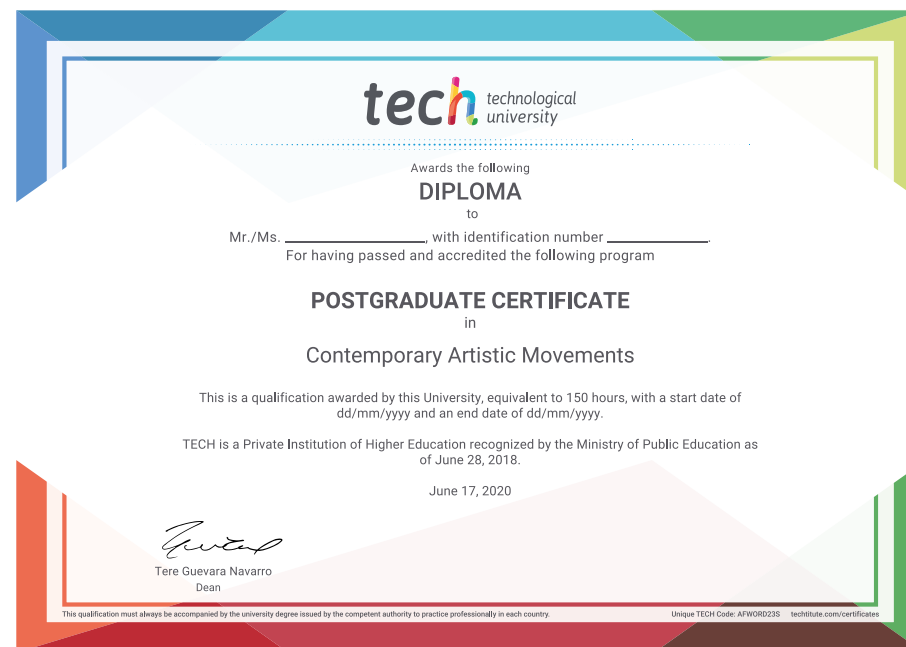 tech technological
university
Awards the following
DIPLOMA
to
Mr./Ms. ____________________, with identification number ______________.
For having passed and accredited the following program
POSTGRADUATE CERTIFICATE
in
Contemporary Artistic Movements
This is a qualification awarded by this University, equivalent to 150 hours, with a start date of
dd/mm/yyyy and an end date of dd/mm/yyyy.
TECH is a Private Institution of Higher Education recognized by the Ministry of Public Education as
of June 28, 2018.
June 17, 2020
Tere Guevara Navarro
Dean
This qualification must always be accompanied by the university degree issued by the competent authority to practice professionally in each country.
Unique TECH Code: AFWORD23S techtitute.com/certificates